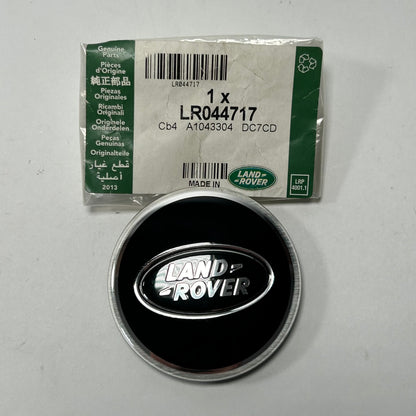 Genuine
Parts
Pièces
d'Origine
純正部品
Piezas
Originales
Ricambi
Originali
Originele
Onderdelen
Peças
Genuinas
Originalteile
قطع غيار
أصلية
2013
LR044717
1 x
LR044717
Cb4 A1043304 DC7CD
MADE IN
LAND
ROVER
LRP
4001.1
LAND
ROVER